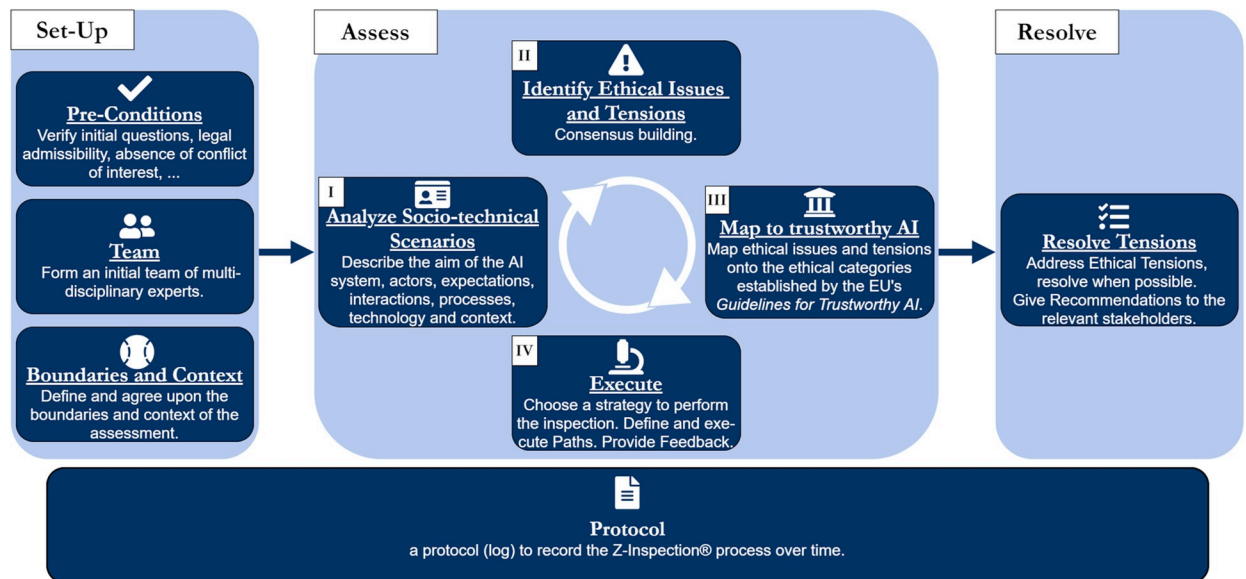 Set-Up
Pre-Conditions
Verify initial questions, legal
admissibility, absence of conflict
of interest, ...
Team
Form an initial team of multi-
disciplinary experts.
Boundaries and Context
Define and agree upon the
boundaries and context of the
assessment.
Assess
I
Analyze Socio-technical
Scenarios
Describe the aim of the AI
system, actors, expectations,
interactions, processes,
technology and context.
II
Identify Ethical Issues
and Tensions
Consensus building.
III
Map to trustworthy AI
Map ethical issues and tensions
onto the ethical categories
established by the EU's
Guidelines for Trustworthy AI.
IV
Execute
Choose a strategy to perform
the inspection. Define and exe-
cute Paths. Provide Feedback.
Resolve
Resolve Tensions
Address Ethical Tensions,
resolve when possible.
Give Recommendations to the
relevant stakeholders.
Protocol
a protocol (log) to record the Z-Inspection® process over time.